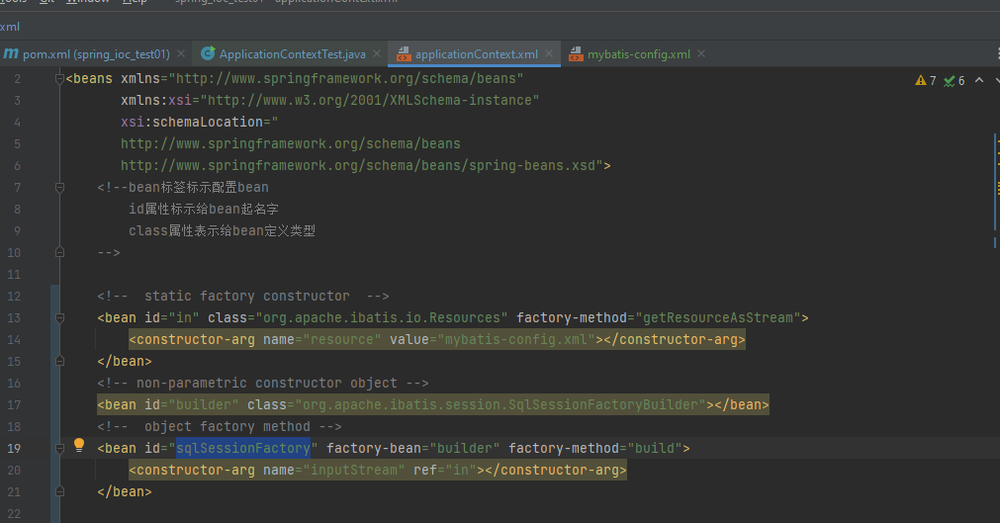 spring_ioc_test01
applicationContext.xml
xml
pom.xml (spring_ioc_test01) ApplicationContextTest.java applicationContext.xml mybatis-config.xml
2 <beans xmlns="http://www.springframework.org/schema/beans" 7 6
3 xmlns:xsi="http://www.w3.org/2001/XMLSchema-instance"
4 xsi:schemaLocation="
5 http://www.springframework.org/schema/beans
6 http://www.springframework.org/schema/beans/spring-beans.xsd">
7 <!--bean标签标示配置bean
8 id属性标示给bean起名字
9 class属性表示给bean定义类型
10 -->
11
12 <!-- static factory constructor -->
13 <bean id="in" class="org.apache.ibatis.io.Resources" factory-method="getResourceAsStream">
14 <constructor-arg name="resource" value="mybatis-config.xml"></constructor-arg>
15 </bean>
16 <!-- non-parametric constructor object -->
17 <bean id="builder" class="org.apache.ibatis.session.SqlSessionFactoryBuilder"></bean>
18 <!-- object factory method -->
19 <bean id="sqlSessionFactory" factory-bean="builder" factory-method="build">
20 <constructor-arg name="inputStream" ref="in"></constructor-arg>
21 </bean>
22